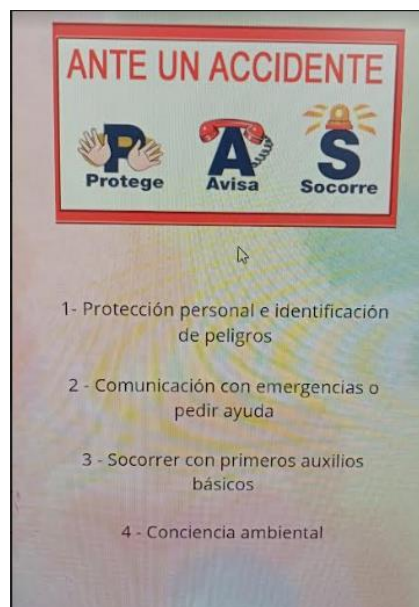 ANTE UN ACCIDENTE
P A S
Protege Avisa Socorre
1- Protección personal e identificación
de peligros
2 - Comunicación con emergencias o
pedir ayuda
3 - Socorrer con primeros auxilios
básicos
4 - Conciencia ambiental